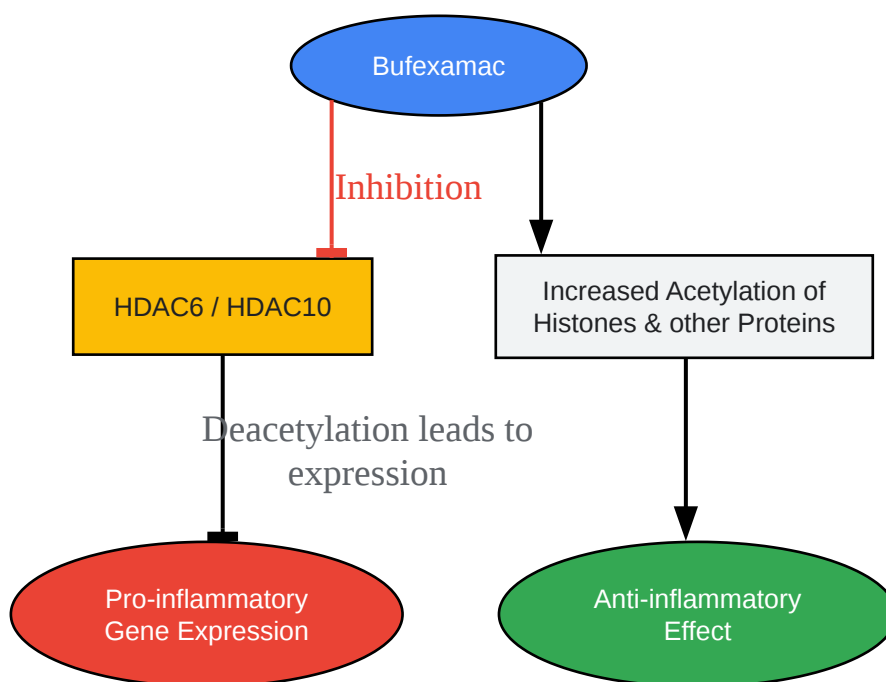 Bufexamac
Inhibition
HDAC6 / HDAC10
Increased Acetylation of
Histones & other Proteins
Deacetylation leads to
expression
Pro-inflammatory
Gene Expression
Anti-inflammatory
Effect